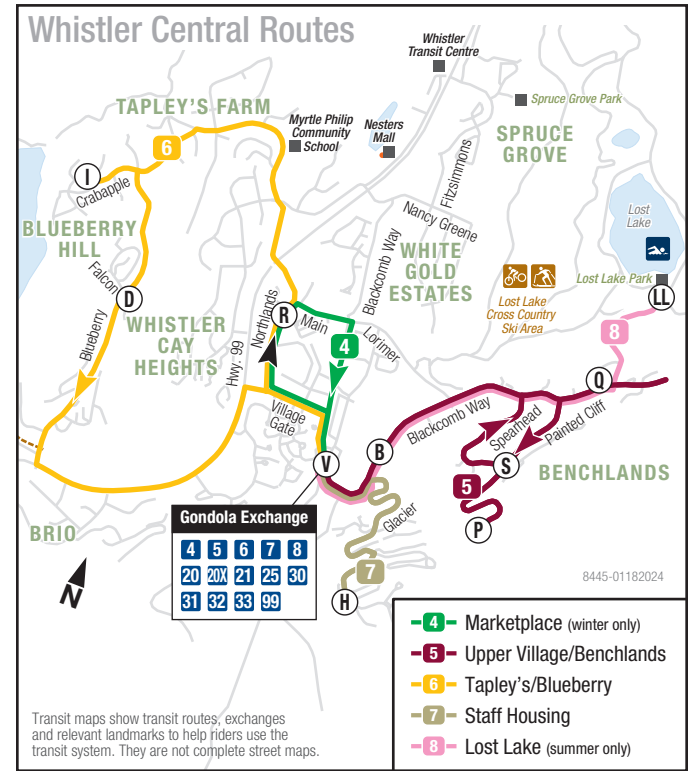 Whistler Central Routes
Whistler
Transit Centre
TAPLEY'S FARM
Spruce Grove Park
Myrtle Philip
Community
School
Nesters
Mall
SPRUCE
GROVE
6
I
Crabapple
Fitzsimmons
Nancy Greene
Lost
Lake
BLUEBERRY
HILL
WHITE
GOLD
ESTATES
Blackcomb Way
Lost Lake Park
LL
Falcon
D
Lost Lake
Cross Country
Ski Area
Northlands
R
Main
Lorimer
4
8
WHISTLER
CAY
HEIGHTS
Blueberry
Hwy. 99
Q
Village
Gate
Blackcomb Way
Spearhead
Painted Cliff
B
V
S
BENCHLANDS
5
P
Glacier
Gondola Exchange
4 5 6 7 8
20 20X 21 25 30
31 32 33 99
BRIO
N
7
H
8445-01182024
4 Marketplace (winter only)
5 Upper Village/Benchlands
6 Tapley's/Blueberry
7 Staff Housing
8 Lost Lake (summer only)
Transit maps show transit routes, exchanges
and relevant landmarks to help riders use the
transit system. They are not complete street maps.